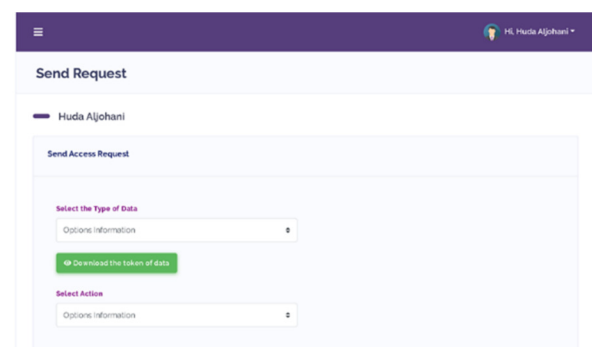 Hi, Huda Aljohani
Send Request
Huda Aljohani
Send Access Request
Select the Type of Data
Options Information
Download the token of data
Select Action
Options Information